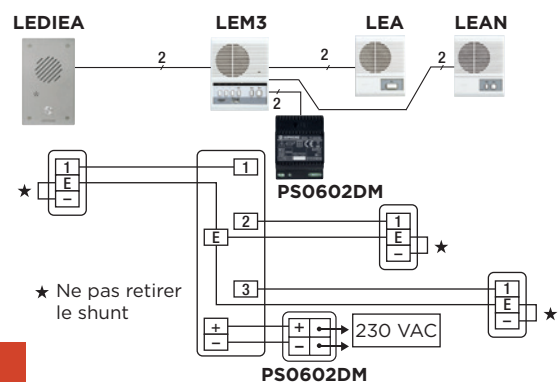 LEDIEA LEM3 LEA LEAN
2 2 2
2
PS0602DM
1
E
–
1
2
E
3
+
–
1
E
–
1
E
–
★
★
★
★ Ne pas retirer
le shunt
+
–
230 VAC
PS0602DM